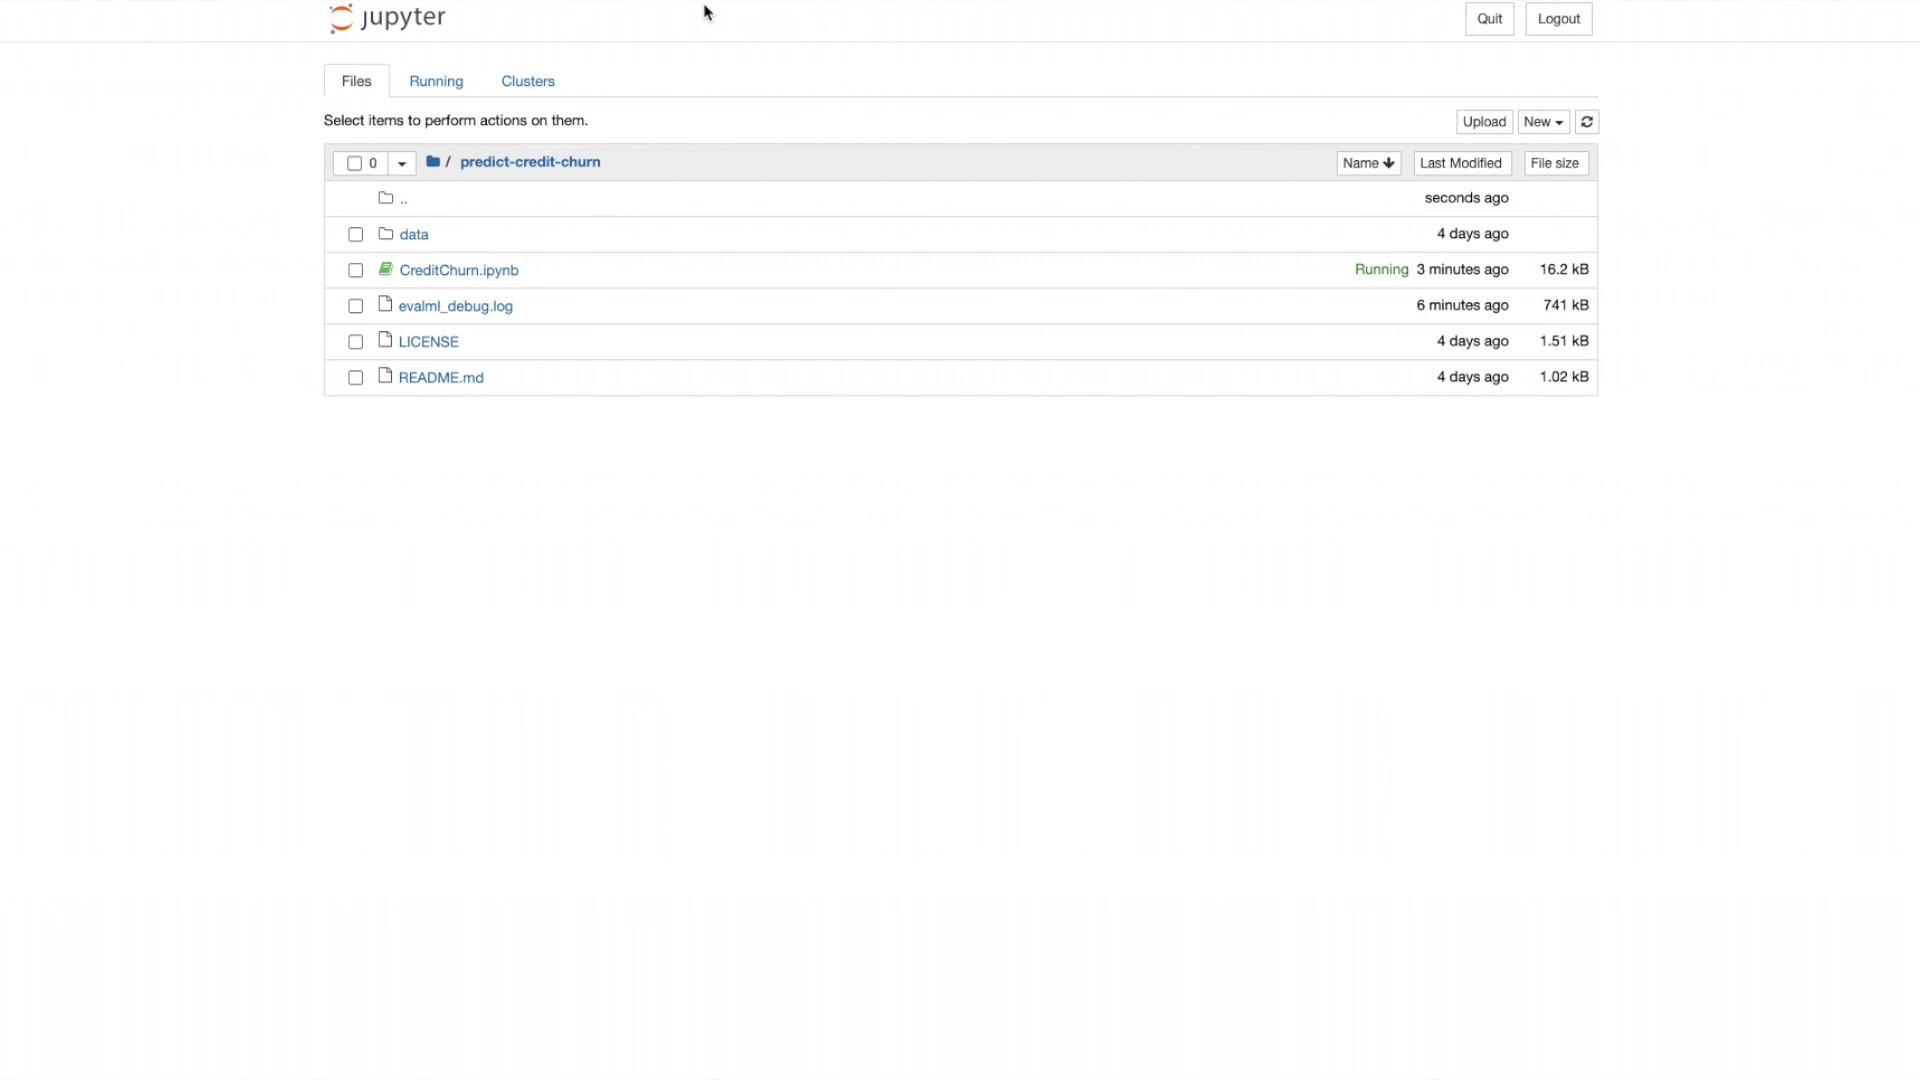 jupyter
Quit Logout
Files Running Clusters
Select items to perform actions on them.
Upload New
0 / predict-credit-churn Name Last Modified File size
.. seconds ago
data 4 days ago
CreditChurn.ipynb Running 3 minutes ago 16.2 kB
evalml_debug.log 6 minutes ago 741 kB
LICENSE 4 days ago 1.51 kB
README.md 4 days ago 1.02 kB